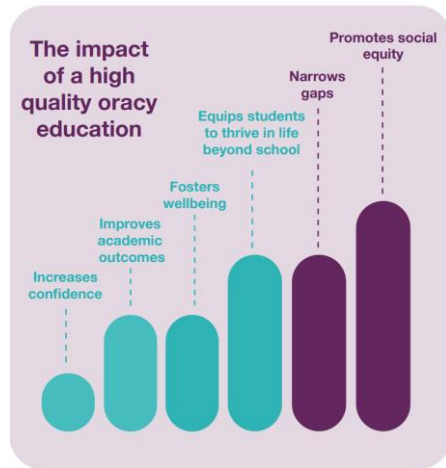 The impact
of a high
quality oracy
education
Increases
confidence
Improves
academic
outcomes
Fosters
wellbeing
Equips students
to thrive in life
beyond school
Narrows
gaps
Promotes social
equity